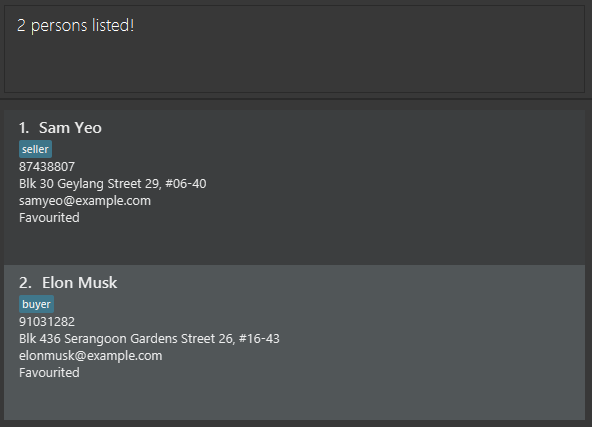 2 persons listed!
1. Sam Yeo
seller
87438807
Blk 30 Geylang Street 29, #06-40
samyeo@example.com
Favourited
2. Elon Musk
buyer
91031282
Blk 436 Serangoon Gardens Street 26, #16-43
elonmusk@example.com
Favourited